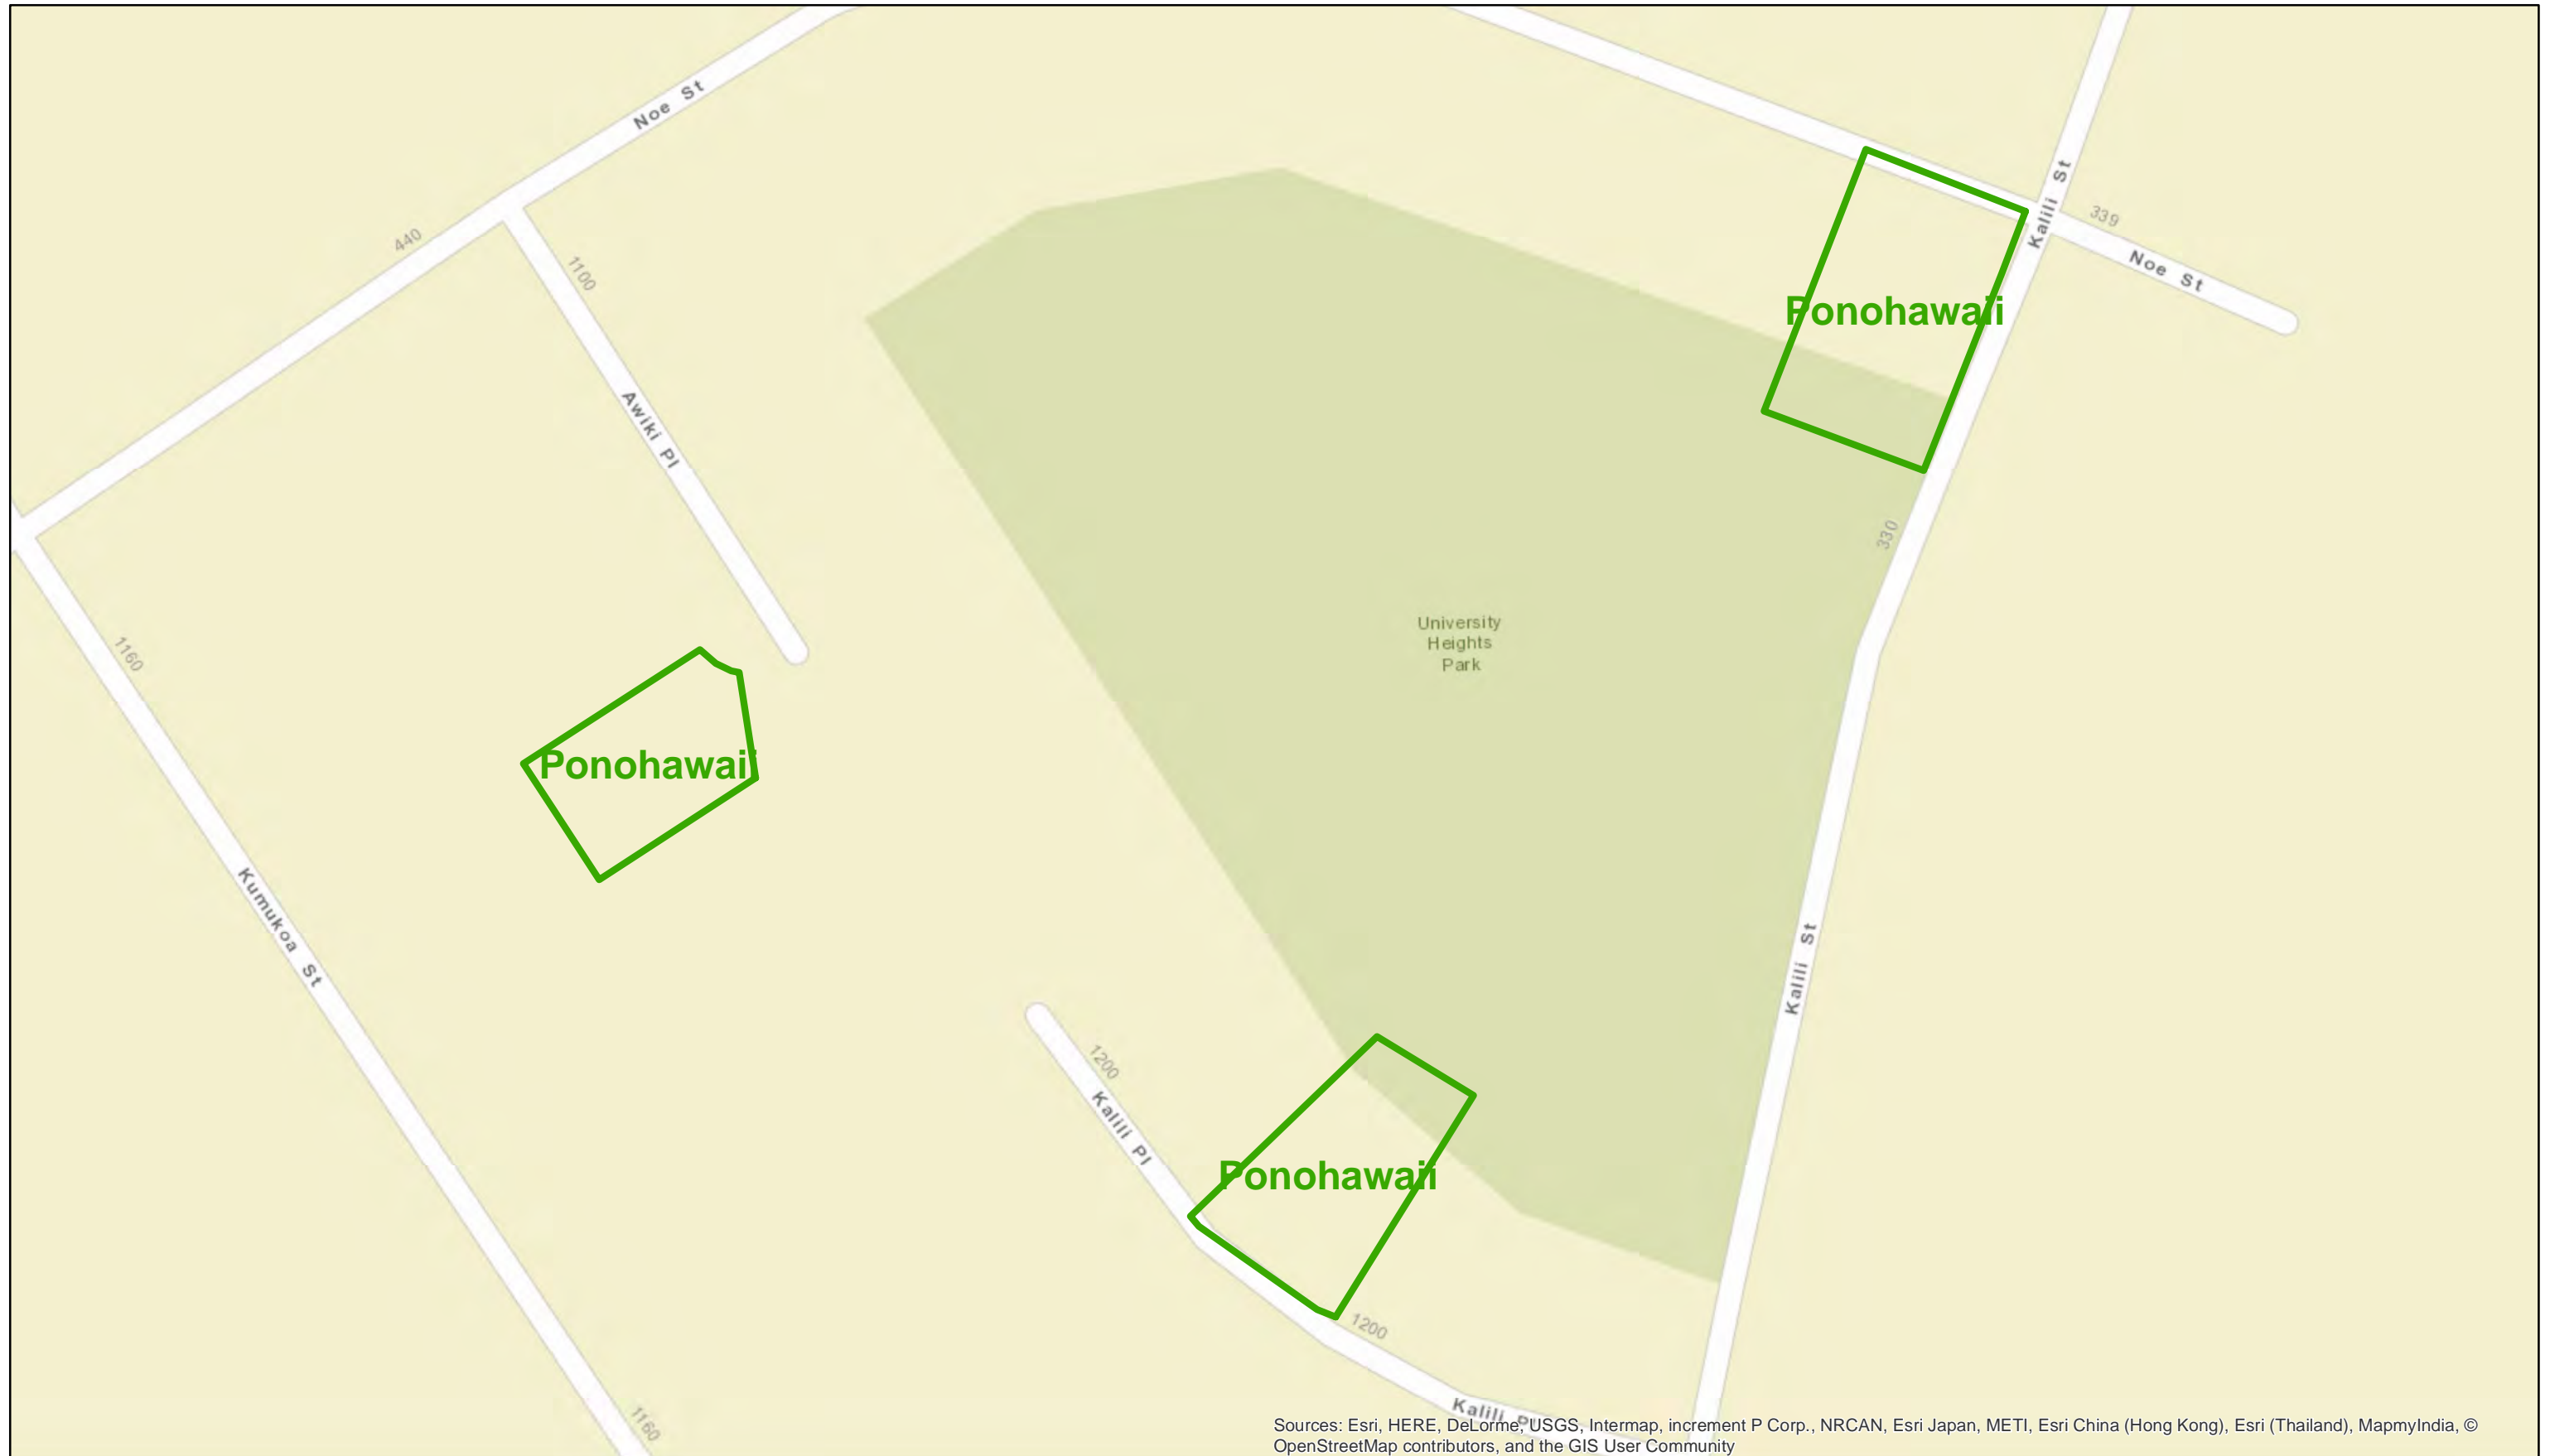 Noe St
Kalili St
339
440
Noe St
1100
Ponohawaii
Awiki Pl
330
University
Heights
Park
1160
Ponohawaii
Kumukoa St
Kalili St
1200
Kalili Pl
Ponohawaii
1200
1160
Kalili Pl
Sources: Esri, HERE, DeLorme, USGS, Intermap, increment P Corp., NRCAN, Esri Japan, METI, Esri China (Hong Kong), Esri (Thailand), MapmyIndia, ©
OpenStreetMap contributors, and the GIS User Community